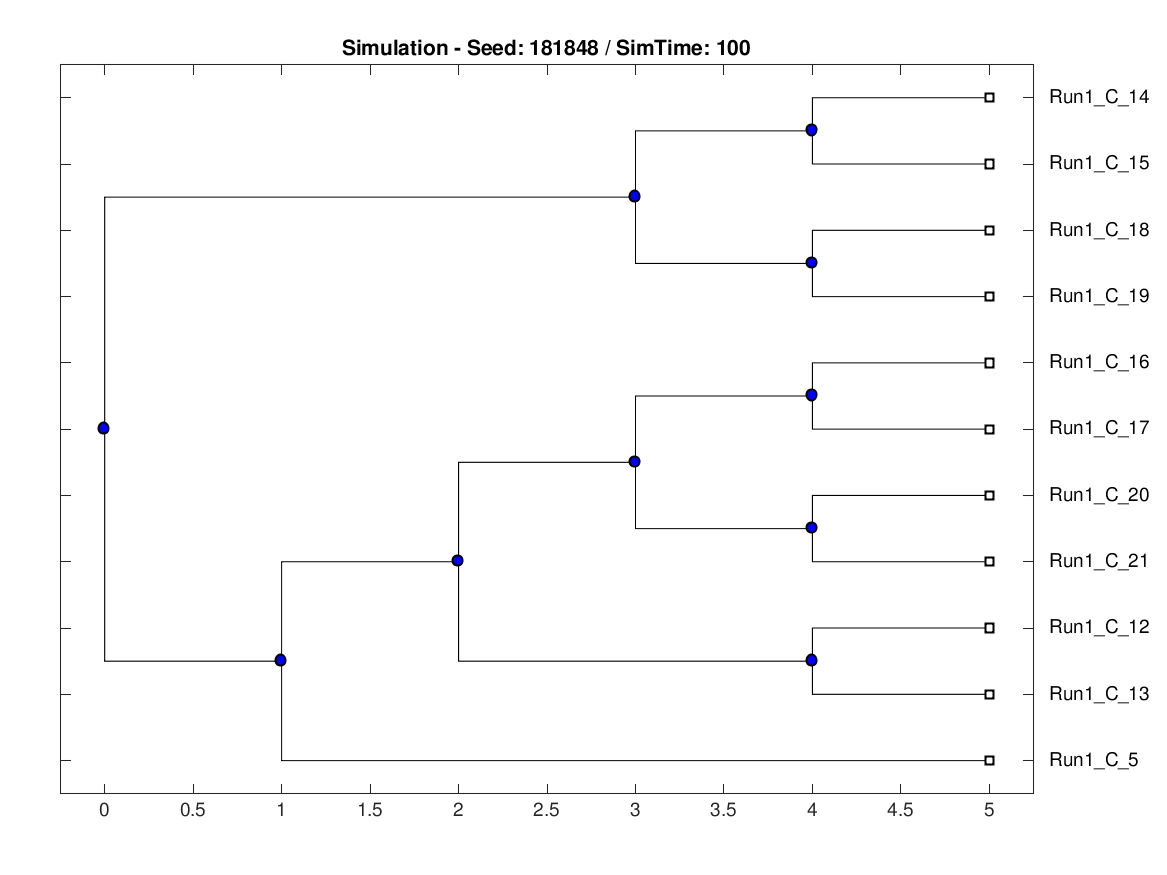 Simulation - Seed: 181848 / SimTime: 100
Run1_C_14
Run1_C_15
Run1_C_18
Run1_C_19
Run1_C_16
Run1_C_17
Run1_C_20
Run1_C_21
Run1_C_12
Run1_C_13
Run1_C_5
0 0.5 1 1.5 2 2.5 3 3.5 4 4.5 5